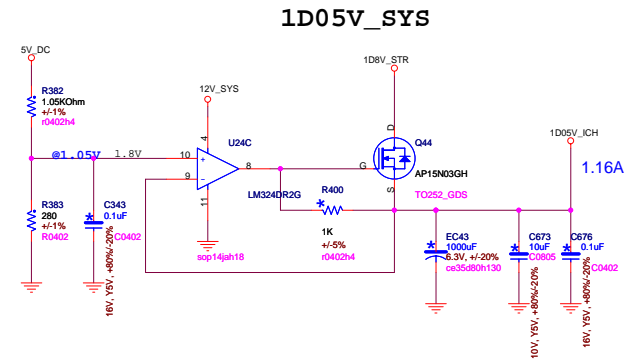 1D05V_SYS
5V_DC
1D8V_STR
R382
1.05KOhm
+/-1%
r0402h4
12V_SYS
4
U24C
D
Q44
1D05V_ICH
@1.05V
1.8V
10
+
8
G
AP15N03GH
1.16A
9
-
LM324DR2G
R400
S
TO252_GDS
11
R383
280
+/-1%
R0402
C343
0.1uF
C0402
16V, Y5V, +80%/-20%
1K
+/-5%
r0402h4
sop14jah18
EC43
1000uF
6.3V, +/-20%
ce35d80h130
C673
10uF
C0805
10V, Y5V, +80%/-20%
C676
0.1uF
C0402
16V, Y5V, +80%/-20%